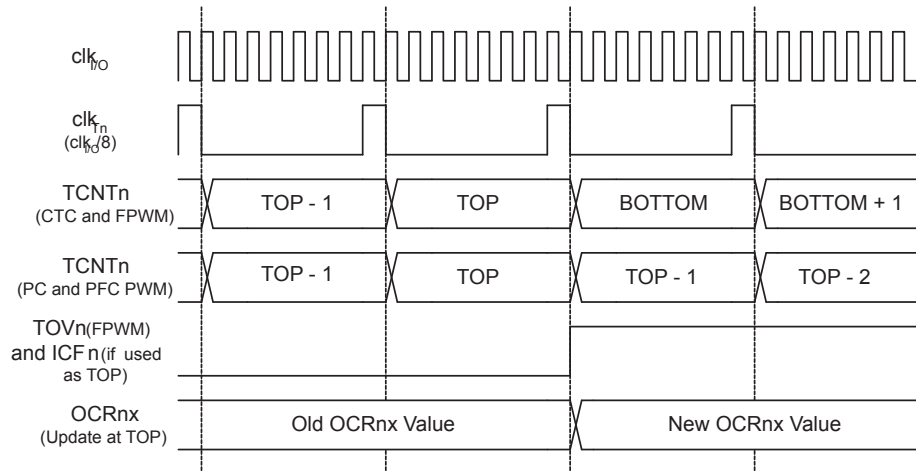 clkI/O
clkTn
(clkI/O/8)
TCNTn
(CTC and FPWM)
TOP - 1
TOP
BOTTOM
BOTTOM + 1
TCNTn
(PC and PFC PWM)
TOP - 1
TOP
TOP - 1
TOP - 2
TOVn(FPWM)
and ICF n(if used
as TOP)
OCRnx
(Update at TOP)
Old OCRnx Value
New OCRnx Value